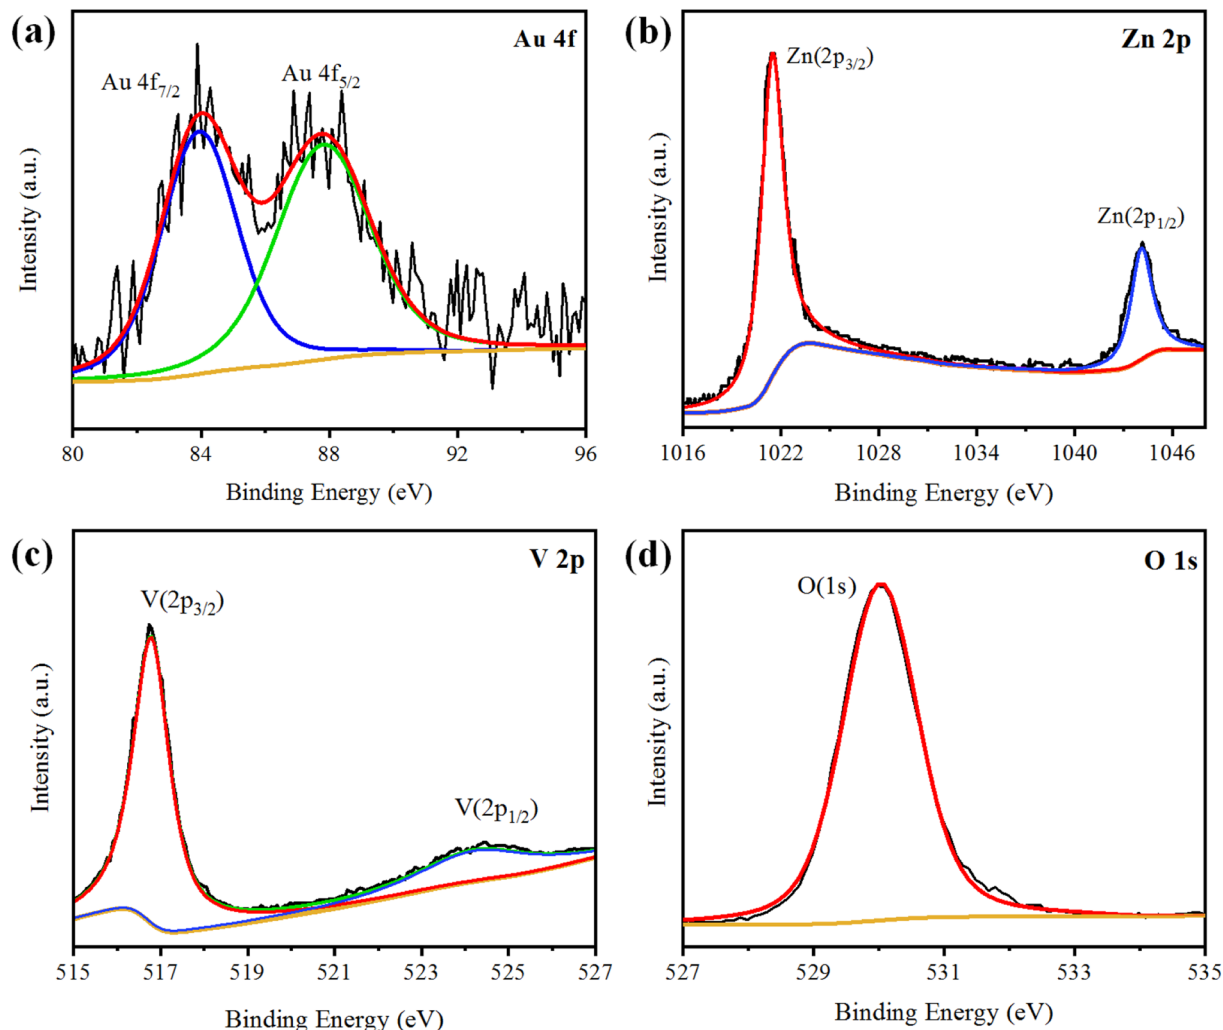 (a)
Au 4f
Au 4f7/2
Au 4f5/2
Intensity (a.u.)
80 84 88 92 96
Binding Energy (eV)
(b)
Zn 2p
Zn(2p3/2)
Zn(2p1/2)
Intensity (a.u.)
1016 1022 1028 1034 1040 1046
Binding Energy (eV)
(c)
V 2p
V(2p3/2)
V(2p1/2)
Intensity (a.u.)
515 517 519 521 523 525 527
Binding Energy (eV)
(d)
O 1s
O(1s)
Intensity (a.u.)
527 529 531 533 535
Binding Energy (eV)